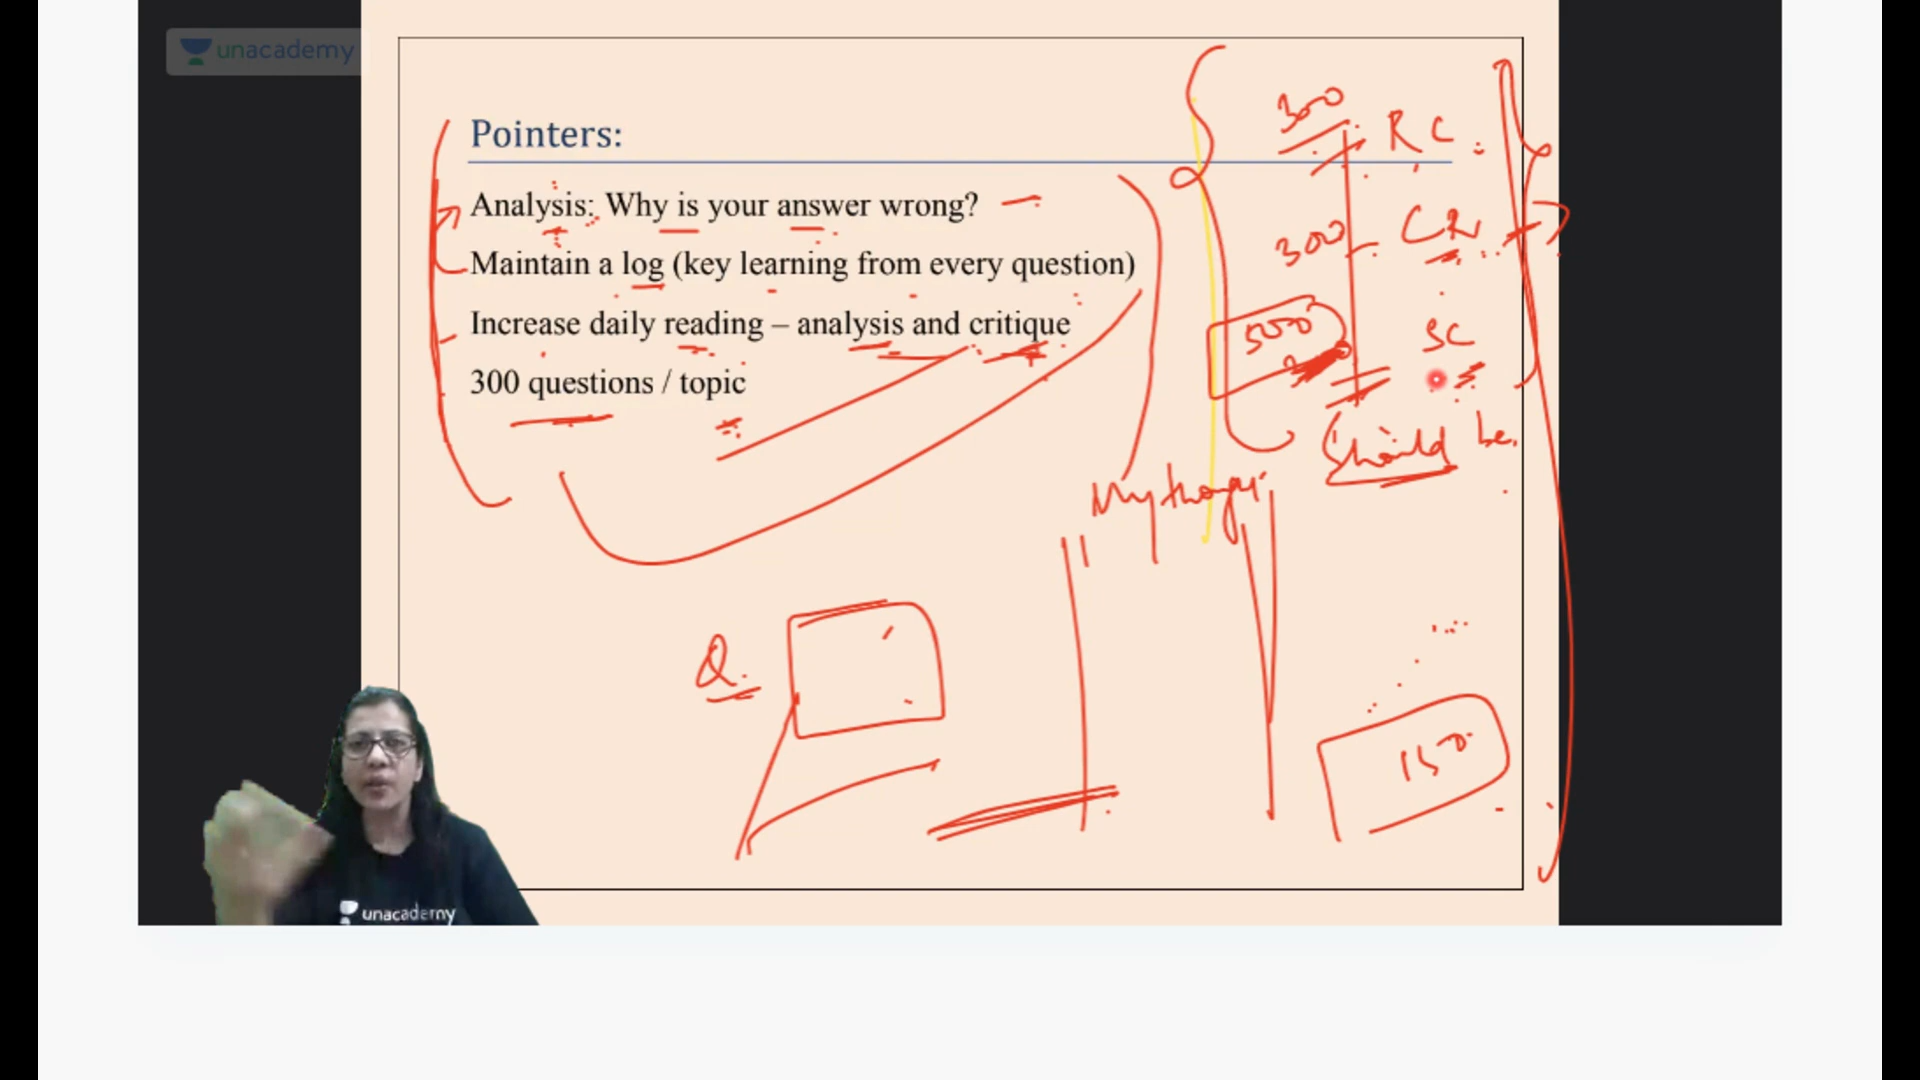 unacademy
Pointers:
Analysis: Why is your answer wrong?
Maintain a log (key learning from every question)
Increase daily reading – analysis and critique
300 questions / topic
300 RC
300 CR
500 SC
Should be
Q.
150
unacademy